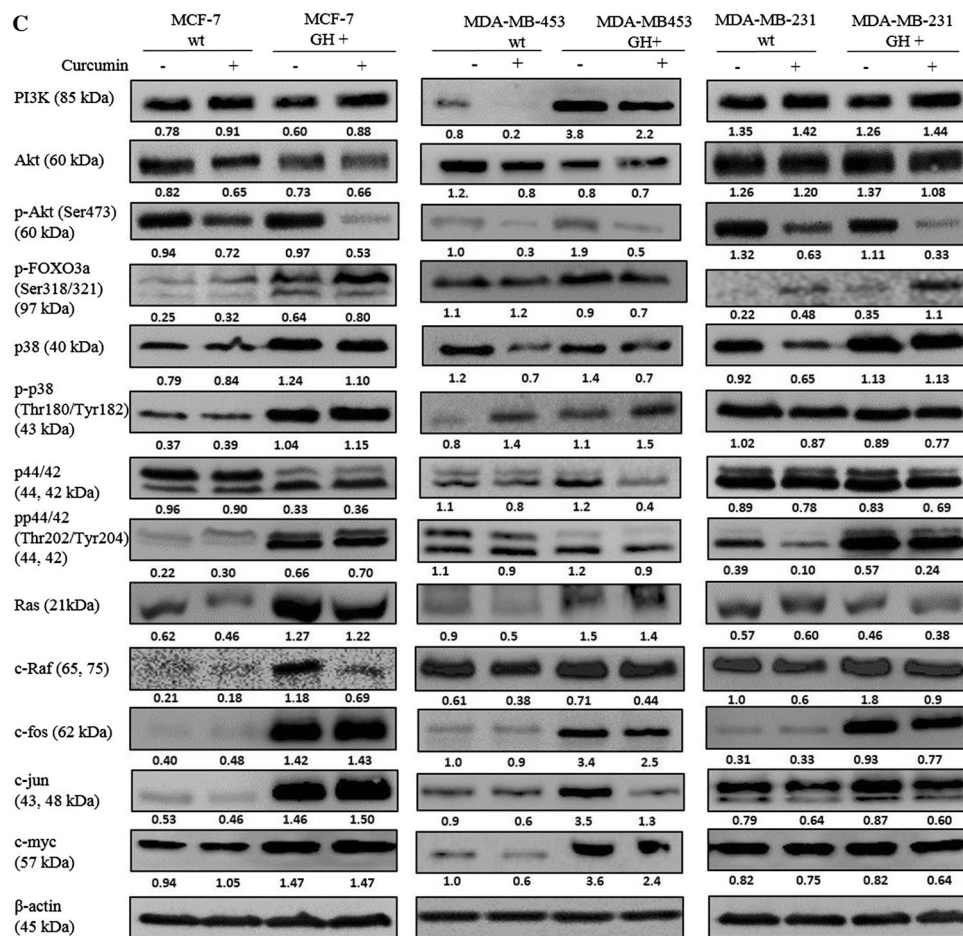 C
MCF-7 MCF-7 MDA-MB-453 MDA-MB453 MDA-MB-231 MDA-MB-231
wt GH + wt GH+ wt GH +
Curcumin - + - + - + - + - + - +
PI3K (85 kDa)
0.78 0.91 0.60 0.88 0.8 0.2 3.8 2.2 1.35 1.42 1.26 1.44
Akt (60 kDa)
0.82 0.65 0.73 0.66 1.2. 0.8 0.8 0.7 1.26 1.20 1.37 1.08
p-Akt (Ser473)
(60 kDa)
0.94 0.72 0.97 0.53 1.0 0.3 1.9 0.5 1.32 0.63 1.11 0.33
p-FOXO3a
(Ser318/321)
(97 kDa)
0.25 0.32 0.64 0.80 1.1 1.2 0.9 0.7 0.22 0.48 0.35 1.1
p38 (40 kDa)
0.79 0.84 1.24 1.10 1.2 0.7 1.4 0.7 0.92 0.65 1.13 1.13
p-p38
(Thr180/Tyr182)
(43 kDa)
0.37 0.39 1.04 1.15 0.8 1.4 1.1 1.5 1.02 0.87 0.89 0.77
p44/42
(44, 42 kDa)
0.96 0.90 0.33 0.36 1.1 0.8 1.2 0.4 0.89 0.78 0.83 0. 69
pp44/42
(Thr202/Tyr204)
(44, 42)
0.22 0.30 0.66 0.70 1.1 0.9 1.2 0.9 0.39 0.10 0.57 0.24
Ras (21kDa)
0.62 0.46 1.27 1.22 0.9 0.5 1.5 1.4 0.57 0.60 0.46 0.38
c-Raf (65, 75)
0.21 0.18 1.18 0.69 0.61 0.38 0.71 0.44 1.0 0.6 1.8 0.9
c-fos (62 kDa)
0.40 0.48 1.42 1.43 1.0 0.9 3.4 2.5 0.31 0.33 0.93 0.77
c-jun
(43, 48 kDa)
0.53 0.46 1.46 1.50 0.9 0.6 3.5 1.3 0.79 0.64 0.87 0.60
c-myc
(57 kDa)
0.94 1.05 1.47 1.47 1.0 0.6 3.6 2.4 0.82 0.75 0.82 0.64
β-actin
(45 kDa)